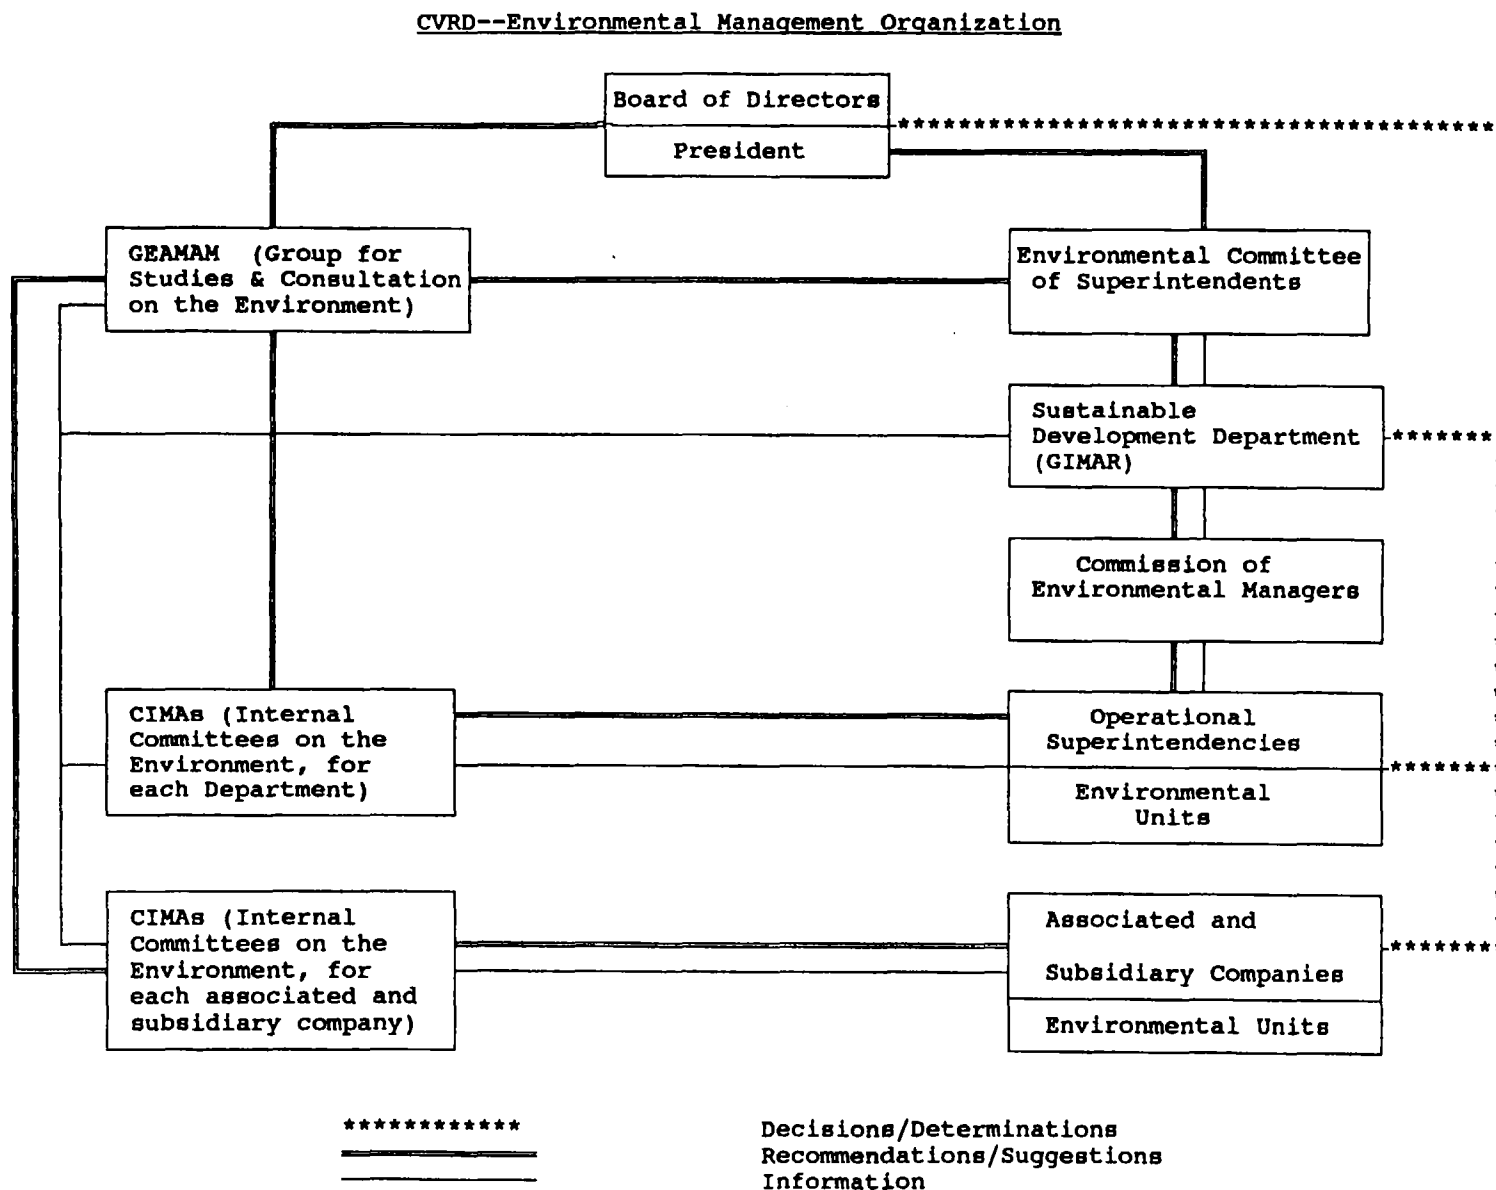 CVRD--Environmental Management Organization
Board of Directors
President
GEAMAM (Group for
Studies & Consultation
on the Environment)
Environmental Committee
of Superintendents
Sustainable
Development Department
(GIMAR)
Commission of
Environmental Managers
CIMAs (Internal
Committees on the
Environment, for
each Department)
Operational
Superintendencies
Environmental
Units
CIMAs (Internal
Committees on the
Environment, for
each associated and
subsidiary company)
Associated and
Subsidiary Companies
Environmental Units
Decisions/Determinations
Recommendations/Suggestions
Information